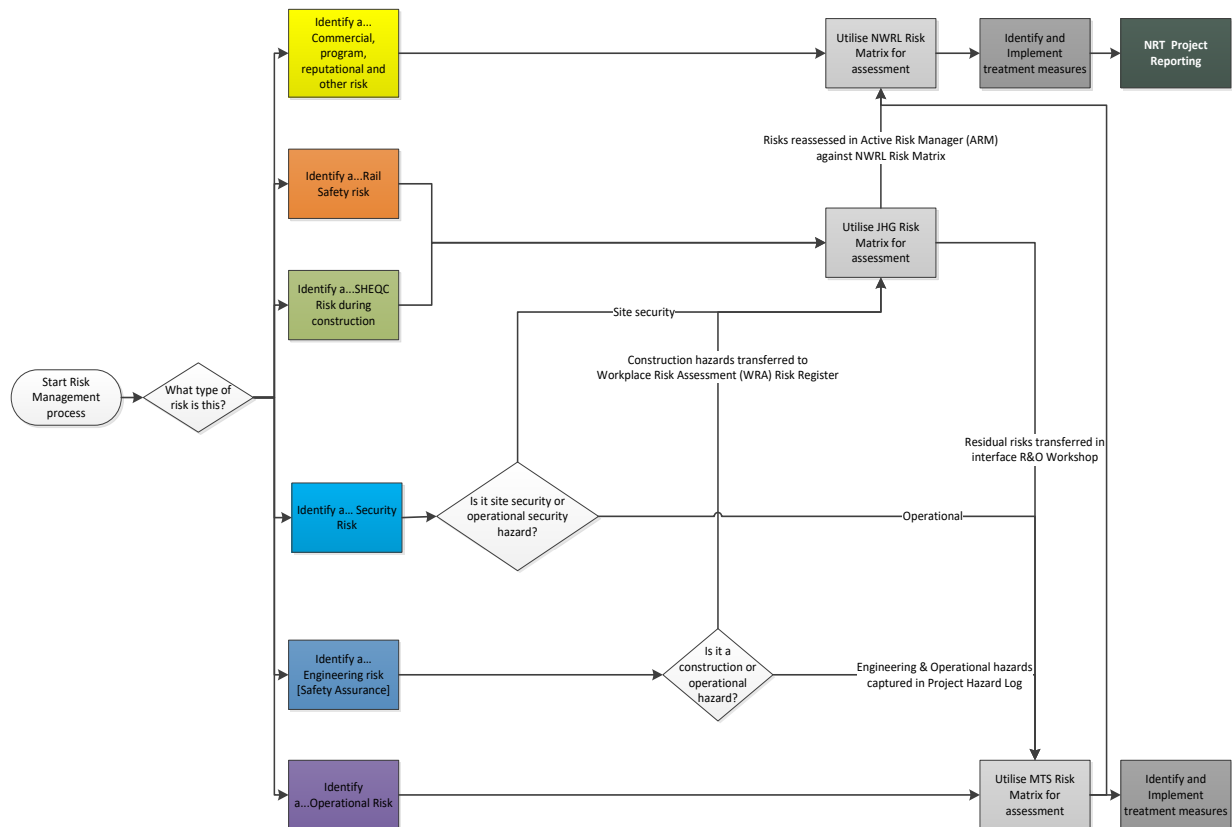 Identify a...
Commercial,
program,
reputational and
other risk
Utilise NWRL Risk
Matrix for
assessment
Identify and
Implement
treatment measures
NRT Project
Reporting
Risks reassessed in Active Risk Manager (ARM)
against NWRL Risk Matrix
Identify a...Rail
Safety risk
Utilise JHG Risk
Matrix for
assessment
Identify a...SHEQC
Risk during
construction
Site security
Construction hazards transferred to
Workplace Risk Assessment (WRA) Risk Register
Start Risk
Management
process
What type of
risk is this?
Residual risks transferred in
interface R&O Workshop
Identify a... Security
Risk
Is it site security or
operational security
hazard?
Operational
Identify a...
Engineering risk
[Safety Assurance]
Is it a
construction or
operational
hazard?
Engineering & Operational hazards
captured in Project Hazard Log
Identify
a...Operational Risk
Utilise MTS Risk
Matrix for
assessment
Identify and
Implement
treatment measures